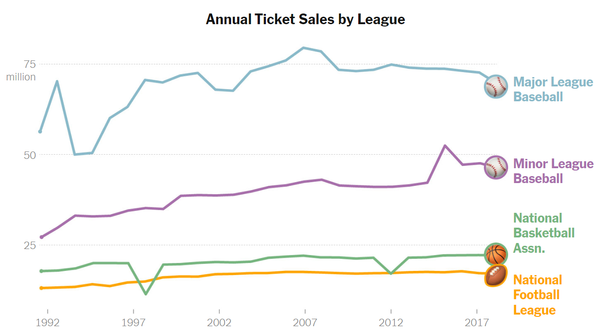 Annual Ticket Sales by League
75
million
50
25
Major League
Baseball
Minor League
Baseball
National
Basketball
Assn.
National
Football
League
1992
1997
2002
2007
2012
2017